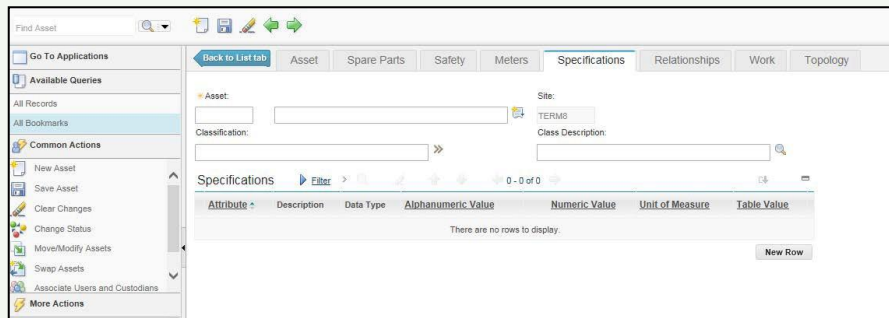 Find Asset
Go To Applications
Available Queries
All Records
All Bookmarks
Common Actions
New Asset
Save Asset
Clear Changes
Change Status
Move/Modify Assets
Swap Assets
Associate Users and Custodians
More Actions
Back to List tab Asset Spare Parts Safety Meters Specifications Relationships Work Topology
* Asset: Site:
TERM8
Classification: Class Description:
Specifications Filter 0 - 0 of 0
Attribute Description Data Type Alphanumeric Value Numeric Value Unit of Measure Table Value
There are no rows to display.
New Row